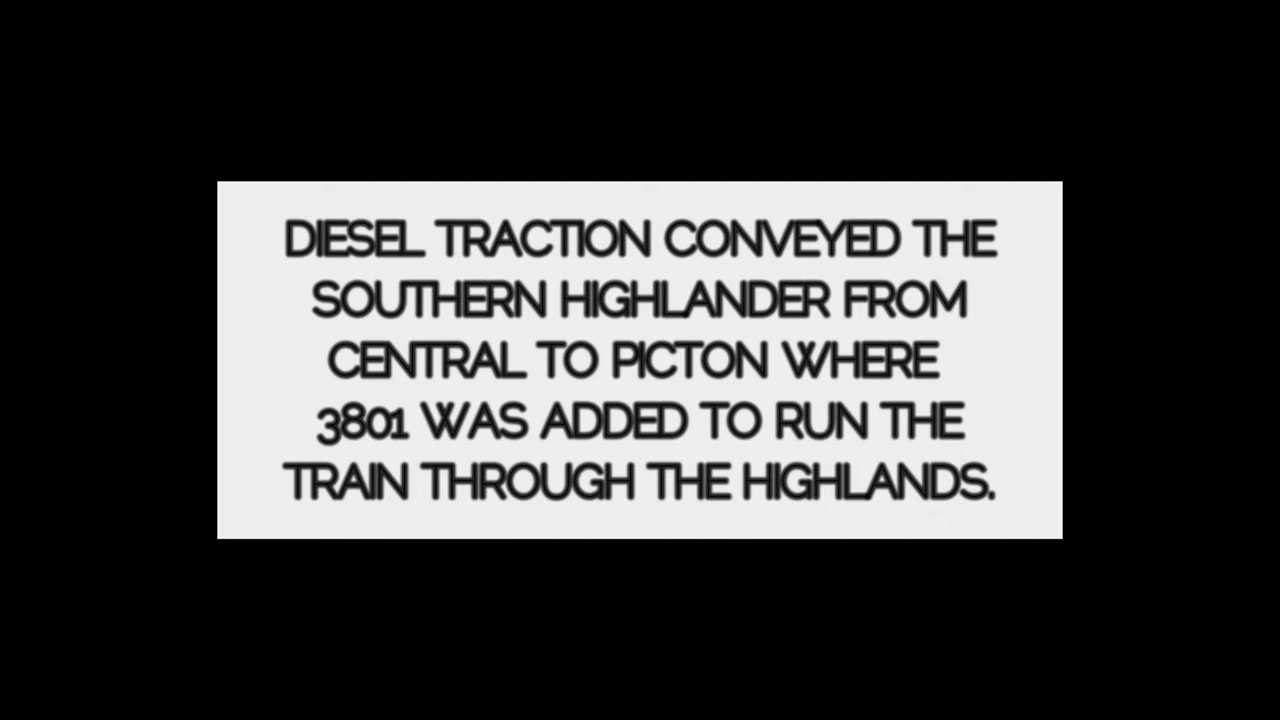 DIESEL TRACTION CONVEYED THE
SOUTHERN HIGHLANDER FROM
CENTRAL TO PICTON WHERE
3801 WAS ADDED TO RUN THE
TRAIN THROUGH THE HIGHLANDS.